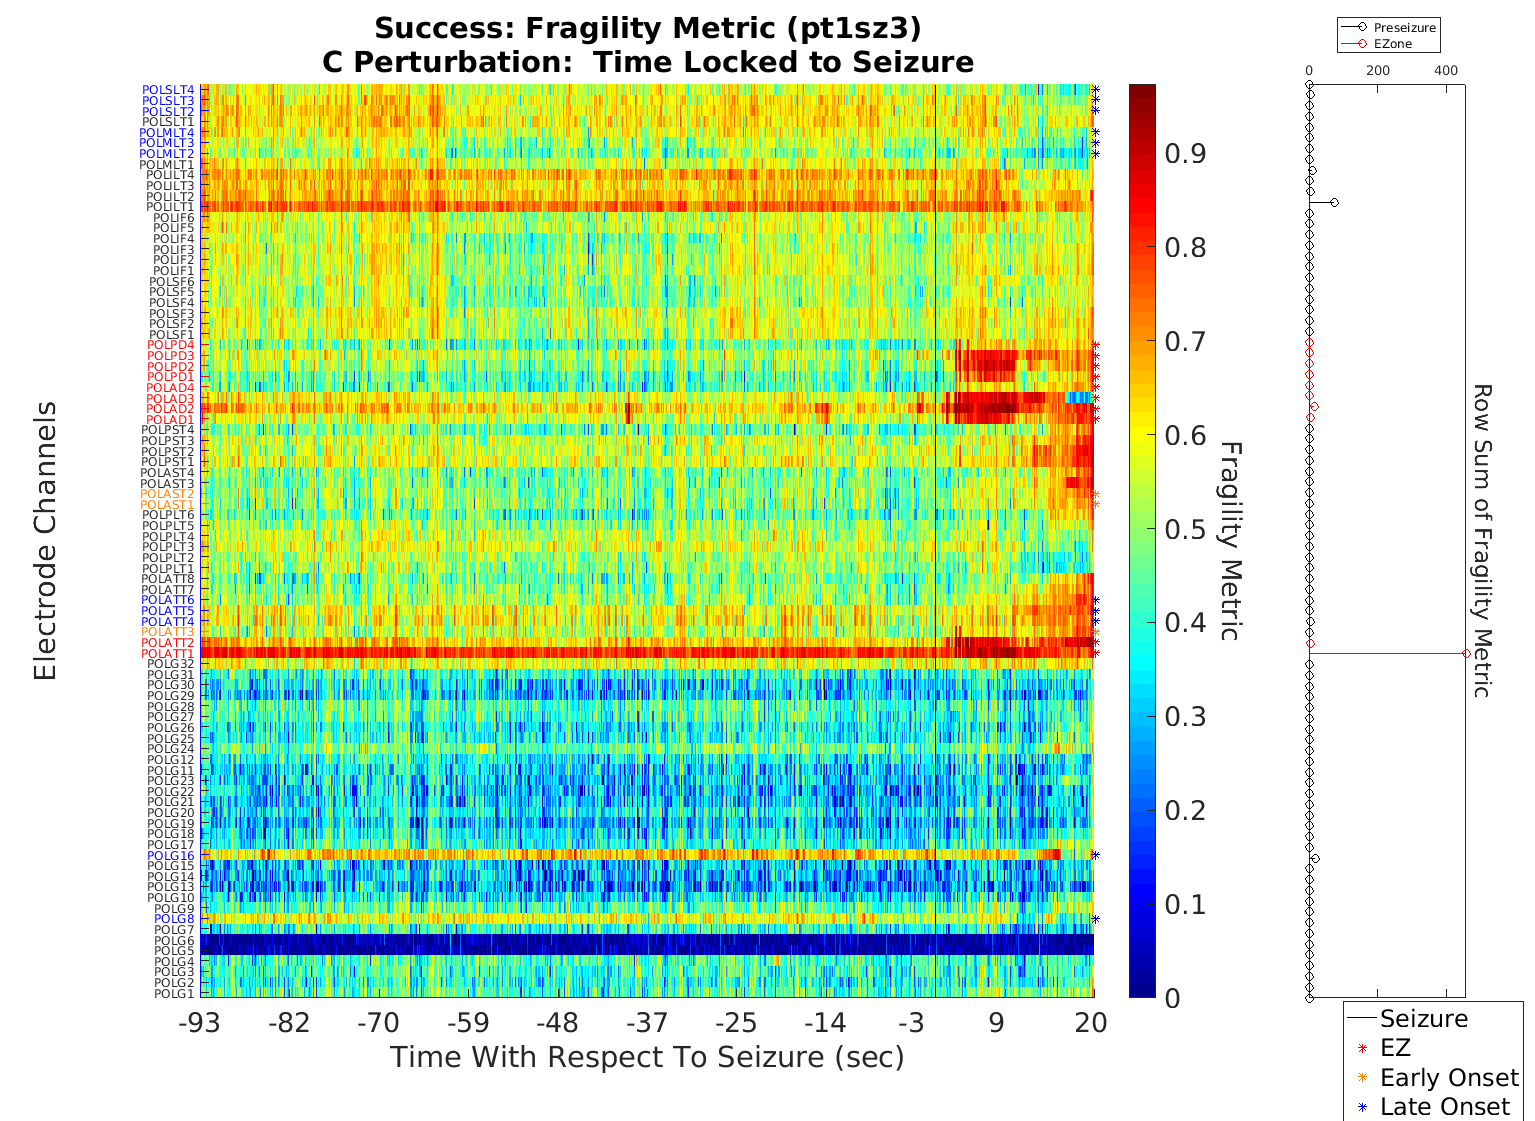 Success: Fragility Metric (pt1sz3)
C Perturbation:  Time Locked to Seizure
Preseizure
EZone
0 200 400
POLSLT4
POLSLT3
POLSLT2
POLSLT1
POLMLT4
POLMLT3
POLMLT2
POLMLT1
POLILT4
POLILT3
POLILT2
POLILT1
POLIF6
POLIF5
POLIF4
POLIF3
POLIF2
POLIF1
POLSF6
POLSF5
POLSF4
POLSF3
POLSF2
POLSF1
POLPD4
POLPD3
POLPD2
POLPD1
POLAD4
POLAD3
POLAD2
POLAD1
POLPST4
POLPST3
POLPST2
POLPST1
POLAST4
POLAST3
POLAST2
POLAST1
POLPLT6
POLPLT5
POLPLT4
POLPLT3
POLPLT2
POLPLT1
POLATT8
POLATT7
POLATT6
POLATT5
POLATT4
POLATT3
POLATT2
POLATT1
POLG32
POLG31
POLG30
POLG29
POLG28
POLG27
POLG26
POLG25
POLG24
POLG12
POLG11
POLG23
POLG22
POLG21
POLG20
POLG19
POLG18
POLG17
POLG16
POLG15
POLG14
POLG13
POLG10
POLG9
POLG8
POLG7
POLG6
POLG5
POLG4
POLG3
POLG2
POLG1
Electrode Channels
-93 -82 -70 -59 -48 -37 -25 -14 -3 9 20
Time With Respect To Seizure (sec)
0.9
0.8
0.7
0.6
0.5
0.4
0.3
0.2
0.1
0
Fragility Metric
Row Sum of Fragility Metric
Seizure
EZ
Early Onset
Late Onset